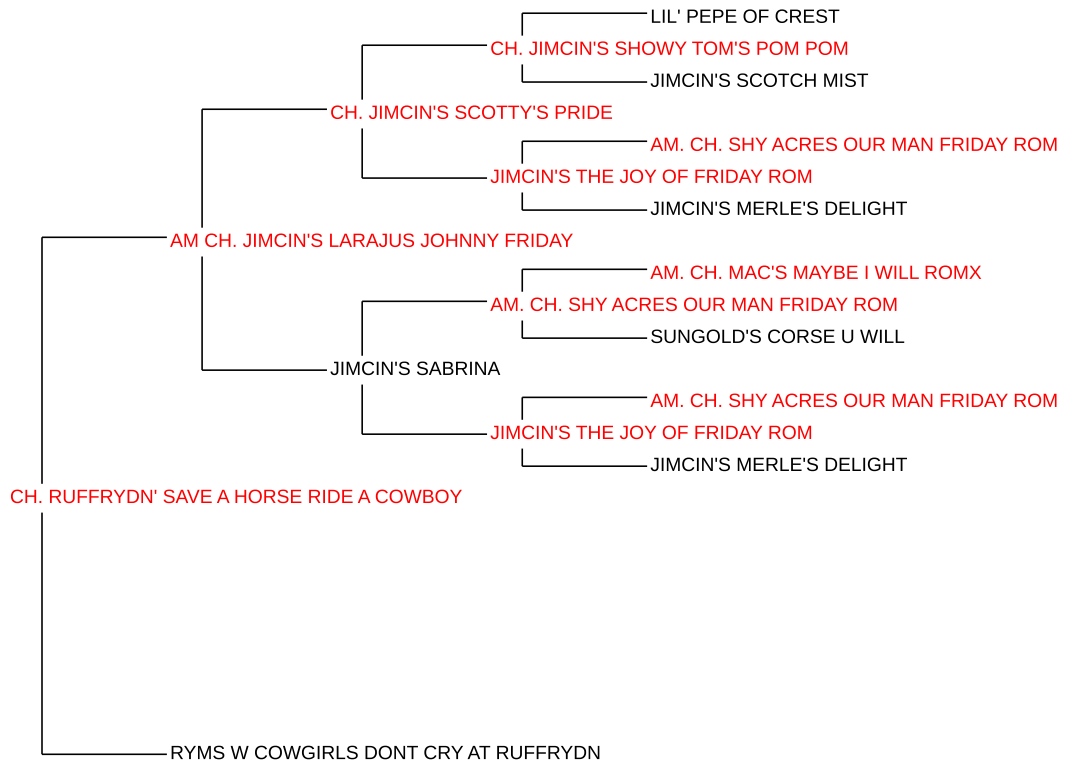 LIL' PEPE OF CREST
CH. JIMCIN'S SHOWY TOM'S POM POM
JIMCIN'S SCOTCH MIST
CH. JIMCIN'S SCOTTY'S PRIDE
AM. CH. SHY ACRES OUR MAN FRIDAY ROM
JIMCIN'S THE JOY OF FRIDAY ROM
JIMCIN'S MERLE'S DELIGHT
AM CH. JIMCIN'S LARAJUS JOHNNY FRIDAY
AM. CH. MAC'S MAYBE I WILL ROMX
AM. CH. SHY ACRES OUR MAN FRIDAY ROM
SUNGOLD'S CORSE U WILL
JIMCIN'S SABRINA
AM. CH. SHY ACRES OUR MAN FRIDAY ROM
JIMCIN'S THE JOY OF FRIDAY ROM
JIMCIN'S MERLE'S DELIGHT
CH. RUFFRYDN' SAVE A HORSE RIDE A COWBOY
RYMS W COWGIRLS DONT CRY AT RUFFRYDN